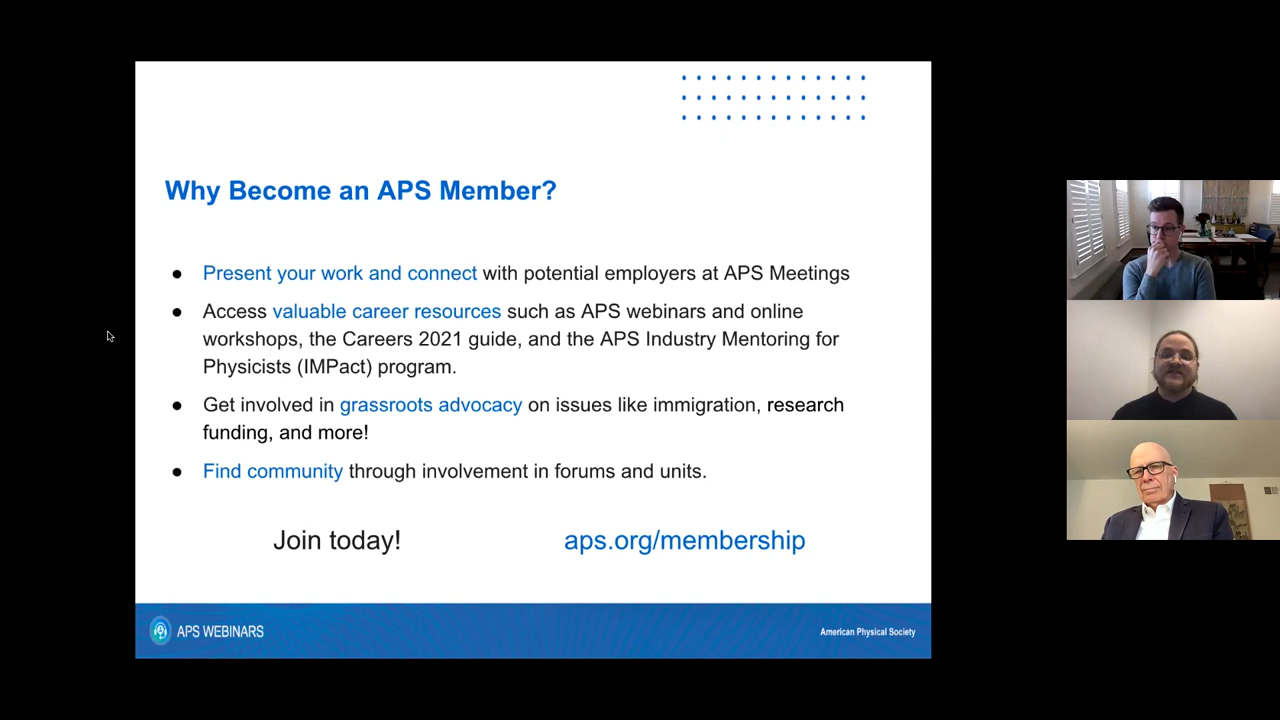 Why Become an APS Member?
● Present your work and connect with potential employers at APS Meetings
● Access valuable career resources such as APS webinars and online
workshops, the Careers 2021 guide, and the APS Industry Mentoring for
Physicists (IMPact) program.
● Get involved in grassroots advocacy on issues like immigration, research
funding, and more!
● Find community through involvement in forums and units.
Join today!
aps.org/membership
APS WEBINARS
American Physical Society